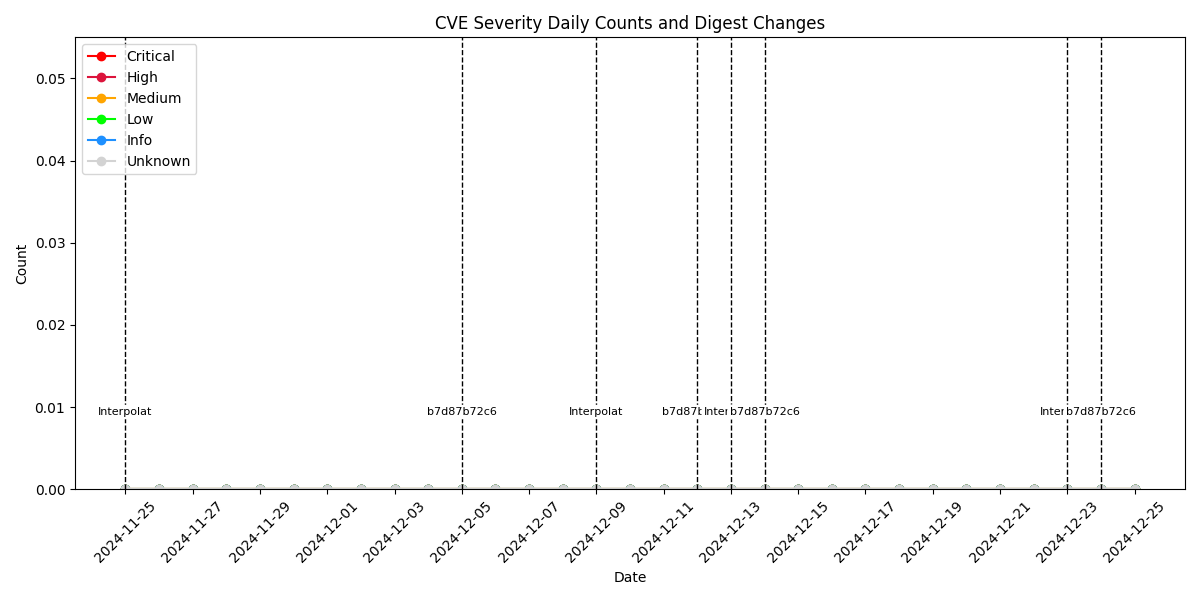 CVE Severity Daily Counts and Digest Changes
Critical
High
Medium
Low
Info
Unknown
0.05
0.04
0.03
0.02
0.01
0.00
Count
Interpolat
b7d87b72c6
Interpolat
b7d87b72c6
b7d87b72c6
2024-11-25
2024-11-27
2024-11-29
2024-12-01
2024-12-03
2024-12-05
2024-12-07
2024-12-09
2024-12-11
2024-12-13
2024-12-15
2024-12-17
2024-12-19
2024-12-21
2024-12-23
2024-12-25
Date